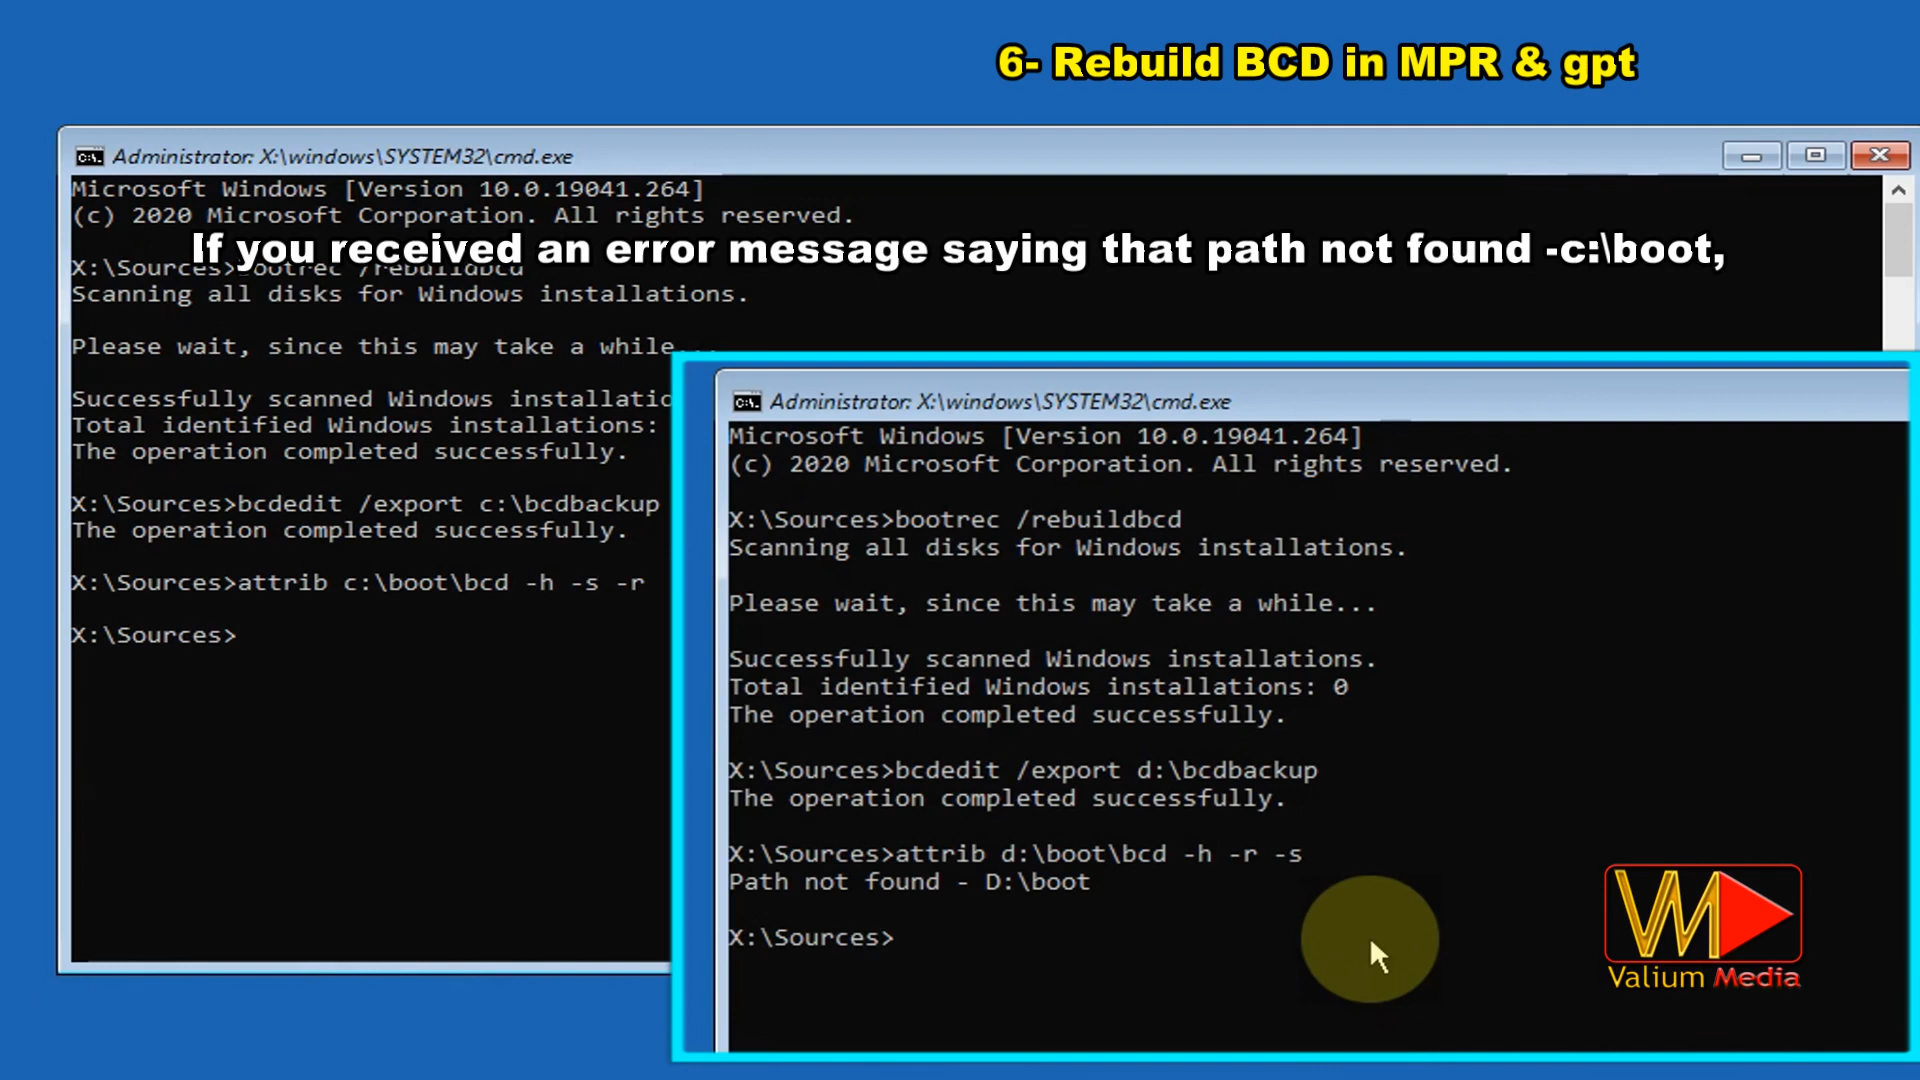 6- Rebuild BCD in MPR & gpt
Administrator: X:\windows\SYSTEM32\cmd.exe
Microsoft Windows [Version 10.0.19041.264]
(c) 2020 Microsoft Corporation. All rights reserved.
If you received an error message saying that path not found -c:\boot,
X:\Sources>bootrec /rebuildbcd
Scanning all disks for Windows installations.
Please wait, since this may take a while...
Successfully scanned Windows installatio
Total identified Windows installations:
The operation completed successfully.
X:\Sources>bcdedit /export c:\bcdbackup
The operation completed successfully.
X:\Sources>attrib c:\boot\bcd -h -s -r
X:\Sources>
Administrator: X:\windows\SYSTEM32\cmd.exe
Microsoft Windows [Version 10.0.19041.264]
(c) 2020 Microsoft Corporation. All rights reserved.
X:\Sources>bootrec /rebuildbcd
Scanning all disks for Windows installations.
Please wait, since this may take a while...
Successfully scanned Windows installations.
Total identified Windows installations: 0
The operation completed successfully.
X:\Sources>bcdedit /export d:\bcdbackup
The operation completed successfully.
X:\Sources>attrib d:\boot\bcd -h -r -s
Path not found - D:\boot
X:\Sources>
VM
Valium Media